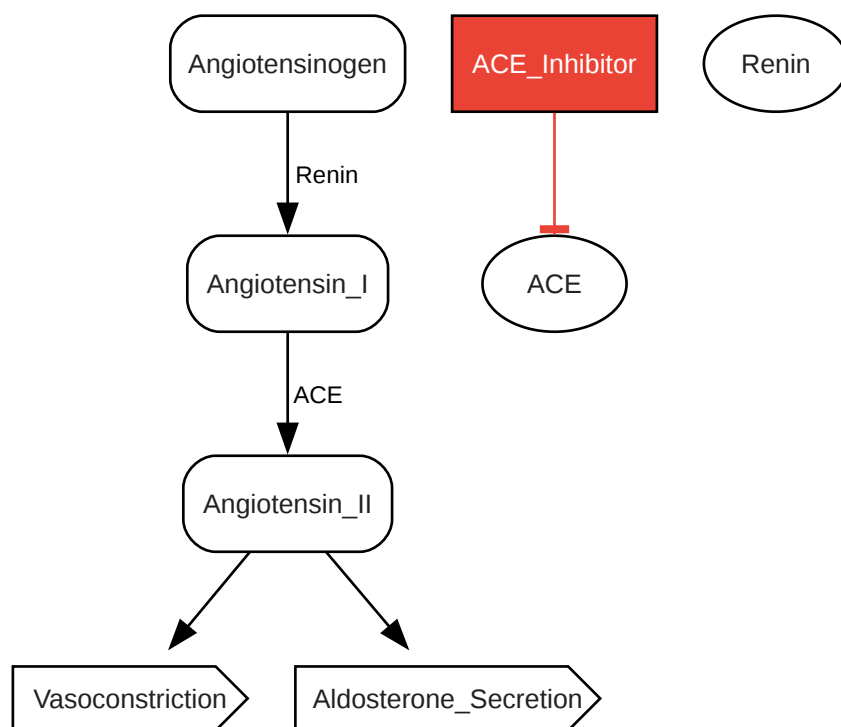 Angiotensinogen
ACE_Inhibitor
Renin
Renin
Angiotensin_I
ACE
ACE
Angiotensin_II
Vasoconstriction
Aldosterone_Secretion